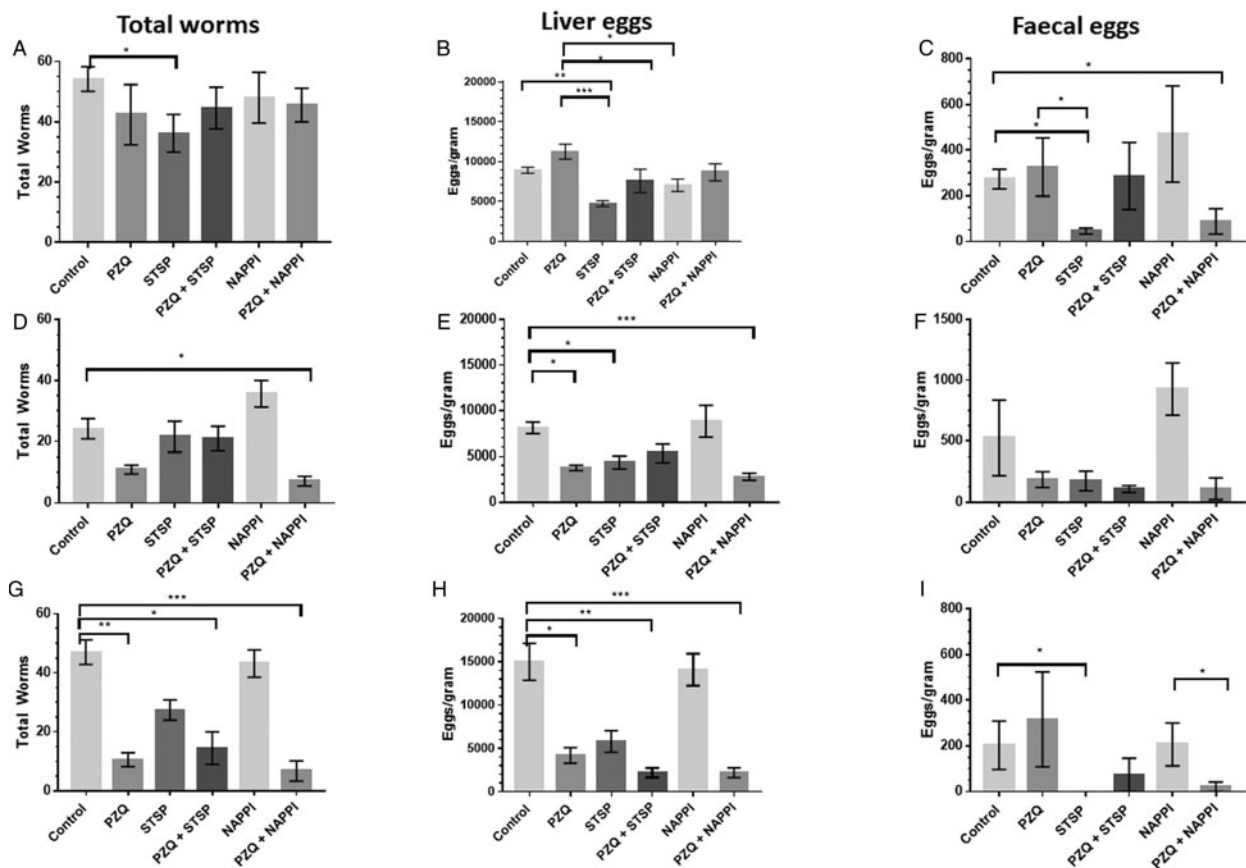 Total worms
Liver eggs
Faecal eggs
A
Total Worms
60
40
20
0
*
Control
PZQ
STSP
PZQ + STSP
NAPPI
PZQ + NAPPI
B
Eggs/gram
20000
15000
10000
5000
0
*
*
**
***
Control
PZQ
STSP
PZQ + STSP
NAPPI
PZQ + NAPPI
C
Eggs/gram
800
600
400
200
0
*
*
*
Control
PZQ
STSP
PZQ + STSP
NAPPI
PZQ + NAPPI
D
Total Worms
60
40
20
0
*
Control
PZQ
STSP
PZQ + STSP
NAPPI
PZQ + NAPPI
E
Eggs/gram
20000
15000
10000
5000
0
***
*
*
Control
PZQ
STSP
PZQ + STSP
NAPPI
PZQ + NAPPI
F
Eggs/gram
1500
1000
500
0
Control
PZQ
STSP
PZQ + STSP
NAPPI
PZQ + NAPPI
G
Total Worms
60
40
20
0
***
*
**
Control
PZQ
STSP
PZQ + STSP
NAPPI
PZQ + NAPPI
H
Eggs/gram
20000
15000
10000
5000
0
***
**
*
Control
PZQ
STSP
PZQ + STSP
NAPPI
PZQ + NAPPI
I
Eggs/gram
800
600
400
200
0
*
*
Control
PZQ
STSP
PZQ + STSP
NAPPI
PZQ + NAPPI